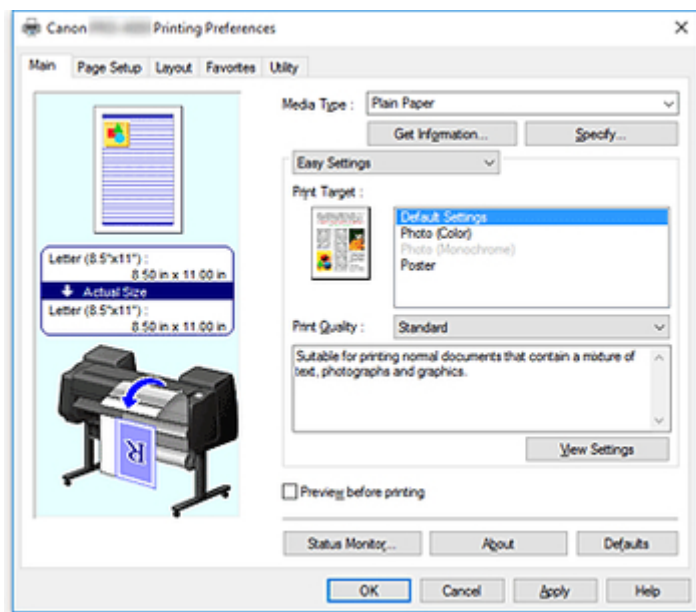 Canon Printing Preferences
Main Page Setup Layout Favorites Utility
Media Type : Plain Paper
Get Information... Specify...
Easy Settings
Print Target :
Default Settings
Photo (Color)
Photo (Monochrome)
Poster
Letter (8.5"x11") :
8.50 in x 11.00 in
Actual Size
Letter (8.5"x11") :
8.50 in x 11.00 in
R
Print Quality : Standard
Suitable for printing normal documents that contain a mixture of
text, photographs and graphics.
View Settings
Preview before printing
Status Monitor... About Defaults
OK Cancel Apply Help